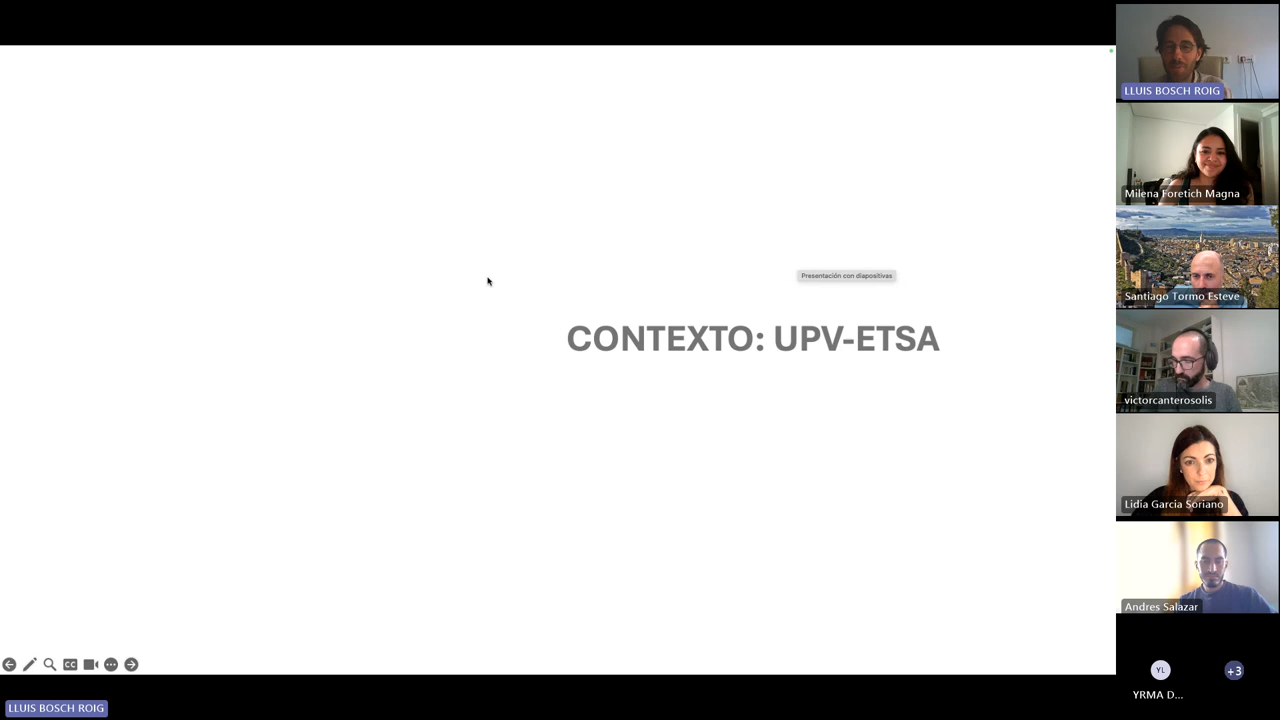 LLUIS BOSCH ROIG
Milena Foretich Magna
Santiago Tormo Esteve
Presentación con diapositivas
CONTEXTO: UPV-ETSA
victorcanterosolis
Lidia Garcia Soriano
Andres Salazar
CC
YL
+3
YRMA D...
LLUIS BOSCH ROIG